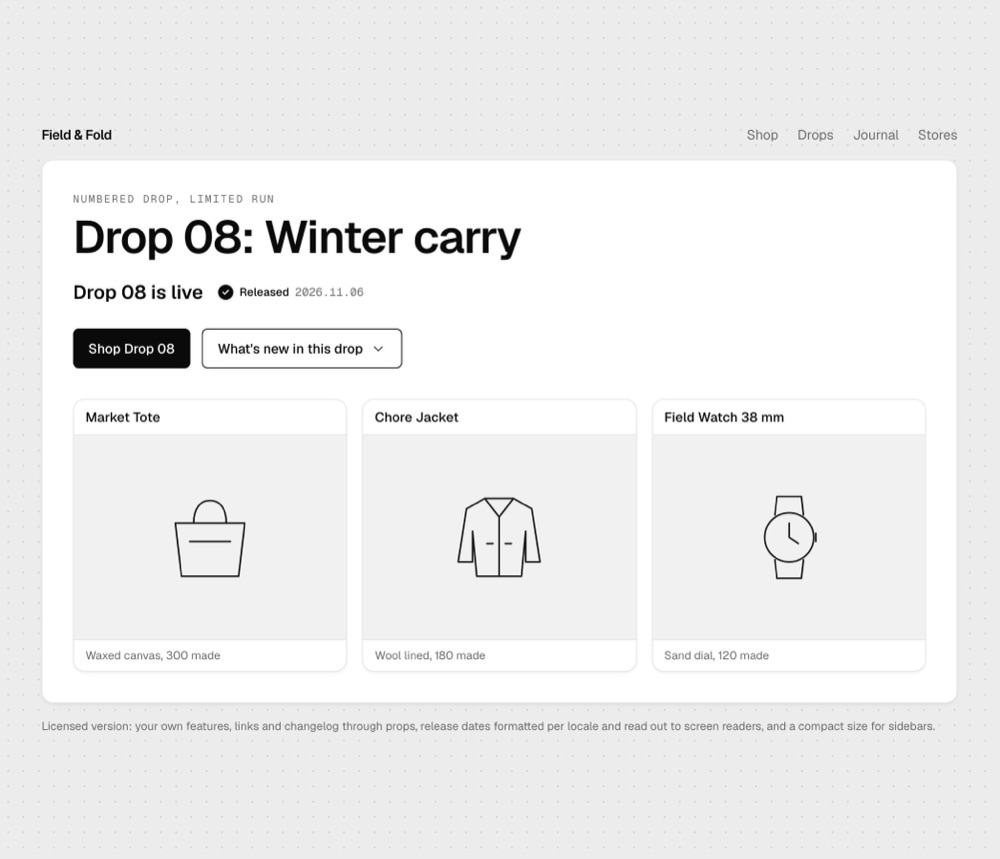 Field & Fold
Shop Drops Journal Stores
NUMBERED DROP, LIMITED RUN
Drop 08: Winter carry
Drop 08 is live Released 2026.11.06
Shop Drop 08 What's new in this drop
Market Tote Chore Jacket Field Watch 38 mm
Waxed canvas, 300 made Wool lined, 180 made Sand dial, 120 made
Licensed version: your own features, links and changelog through props, release dates formatted per locale and read out to screen readers, and a compact size for sidebars.